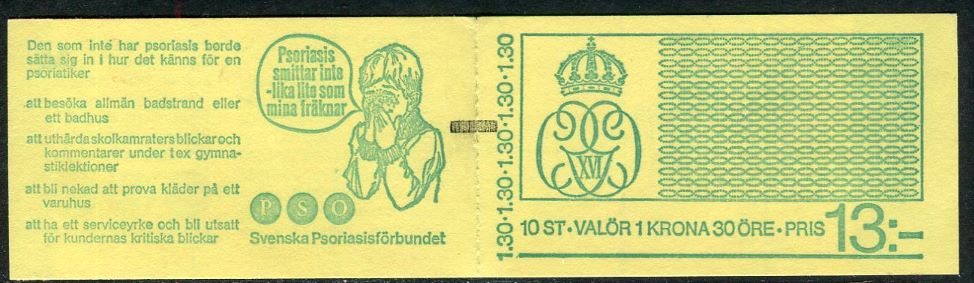 Den som inte har psoriasis borde
sätta sig in i hur det känns för en
psoriatiker
att besöka allmän badstrand eller
ett badhus
att uthärda skolkamraters blickar och
kommentarer under tex gymna-
stiklektioner
att bli nekad att prova kläder på ett
varuhus
att ha ett serviceyrke och bli utsatt
för kundernas kritiska blickar
Psoriasis
smittar inte
-lika lite som
mina fräknar
PSO
Svenska Psoriasisförbundet
1.30·1.30·1.30·1.30·1.30·1.30
XVI
10 ST·VALÖR 1 KRONA 30 ÖRE·PRIS 13:-